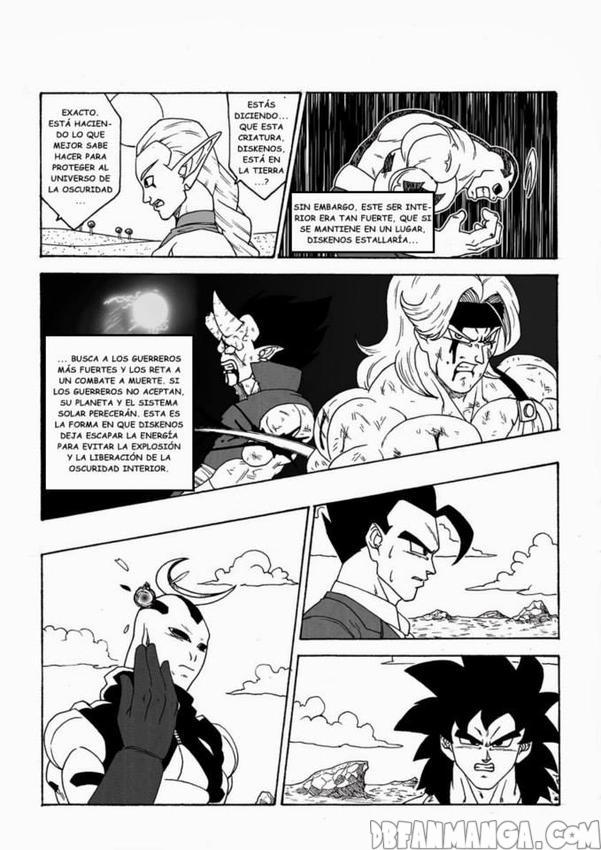 EXACTO.
ESTÁ HACIEN-
DO LO QUE
MEJOR SABE
HACER PARA
PROTEGER AL
UNIVERSO DE
LA OSCURIDAD
...
ESTÁS
DICIENDO...
QUE ESTA
CRIATURA,
DISKENOS,
ESTÁ EN
LA TIERRA
...?
SIN EMBARGO, ESTE SER INTE-
RIOR ERA TAN FUERTE, QUE SI
SE MANTIENE EN UN LUGAR,
DISKENOS ESTALLARÍA...
... BUSCA A LOS GUERREROS
MÁS FUERTES Y LOS RETA A
UN COMBATE A MUERTE. SI
LOS GUERREROS NO ACEPTAN,
SU PLANETA Y EL SISTEMA
SOLAR PERECERÁN. ESTA ES
LA FORMA EN QUE DISKENOS
DEJA ESCAPAR LA ENERGÍA
PARA EVITAR LA EXPLOSIÓN
Y LA LIBERACIÓN DE LA
OSCURIDAD INTERIOR.
DBFANMANGA.COM